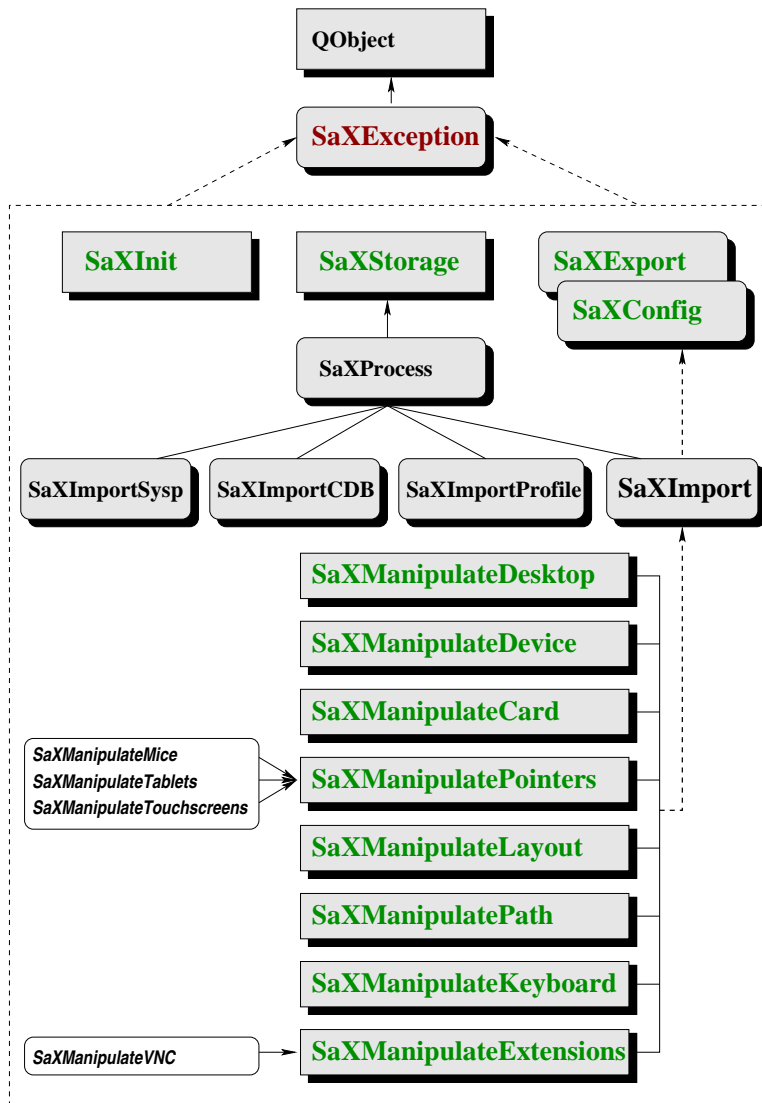 QObject
SaXException
SaXInit
SaXStorage
SaXExport
SaXConfig
SaXProcess
SaXImportSysp
SaXImportCDB
SaXImportProfile
SaXImport
SaXManipulateDesktop
SaXManipulateDevice
SaXManipulateCard
SaXManipulateMice
SaXManipulateTablets
SaXManipulateTouchscreens
SaXManipulatePointers
SaXManipulateLayout
SaXManipulatePath
SaXManipulateKeyboard
SaXManipulateVNC
SaXManipulateExtensions